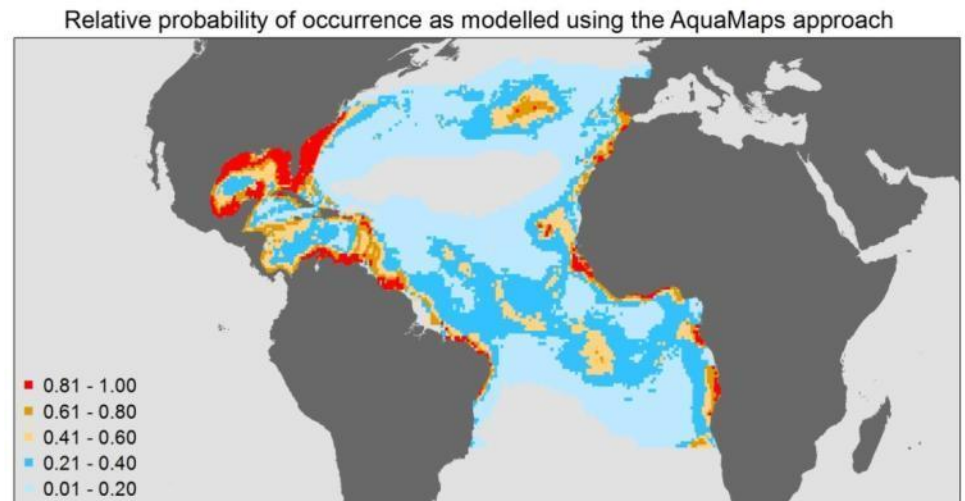 Relative probability of occurrence as modelled using the AquaMaps approach
0.81 - 1.00
0.61 - 0.80
0.41 - 0.60
0.21 - 0.40
0.01 - 0.20